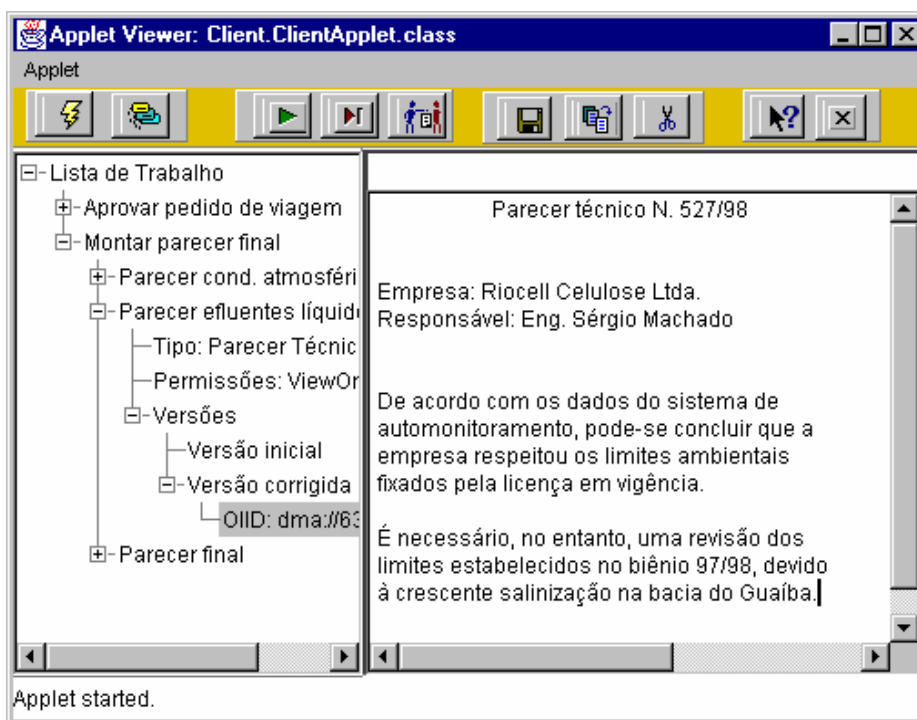 Applet Viewer: Client.ClientApplet.class
Applet
Lista de Trabalho
Aprovar pedido de viagem
Montar parecer final
Parecer cond. atmosféri
Parecer efluentes líquid
Tipo: Parecer Técnic
Permissões: ViewOr
Versões
Versão inicial
Versão corrigida
OIID: dma://63
Parecer final
Parecer técnico N. 527/98
Empresa: Riocell Celulose Ltda.
Responsável: Eng. Sérgio Machado
De acordo com os dados do sistema de
automonitoramento, pode-se concluir que a
empresa respeitou os limites ambientais
fixados pela licença em vigência.
É necessário, no entanto, uma revisão dos
limites estabelecidos no biênio 97/98, devido
à crescente salinização na bacia do Guaíba.
Applet started.